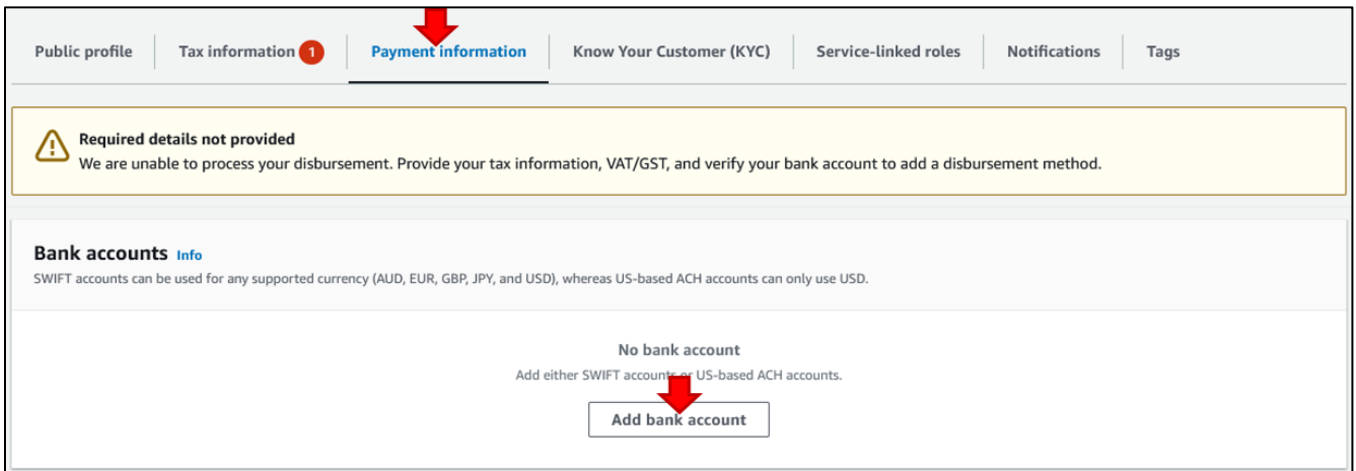 Public profile Tax information 1 Payment information Know Your Customer (KYC) Service-linked roles Notifications Tags
Required details not provided
We are unable to process your disbursement. Provide your tax information, VAT/GST, and verify your bank account to add a disbursement method.
Bank accounts Info
SWIFT accounts can be used for any supported currency (AUD, EUR, GBP, JPY, and USD), whereas US-based ACH accounts can only use USD.
No bank account
Add either SWIFT accounts or US-based ACH accounts.
Add bank account